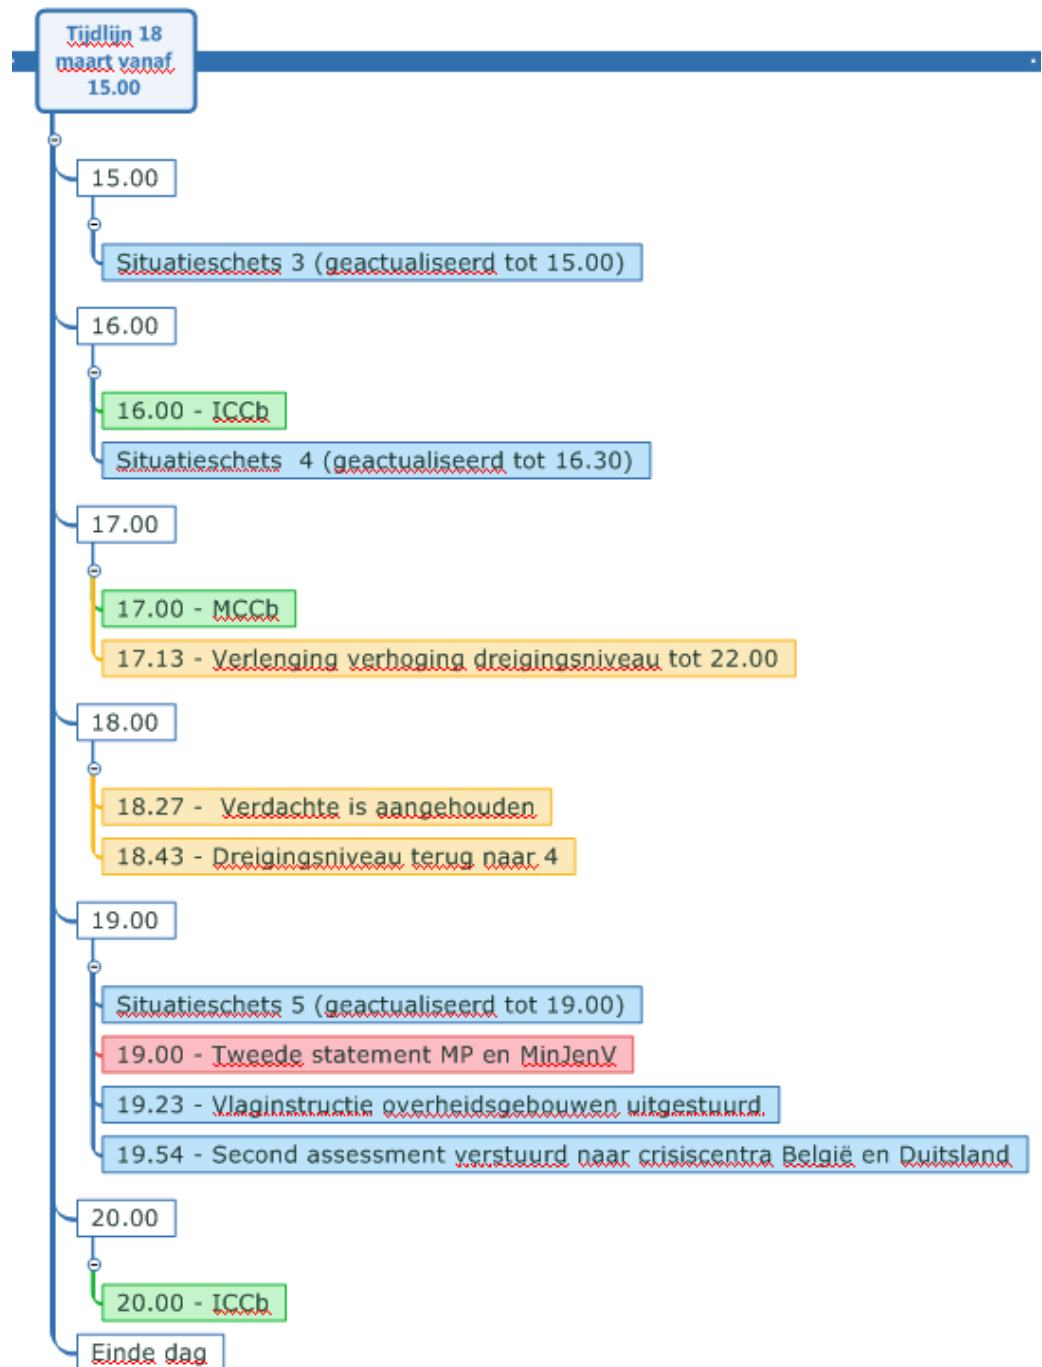 Tijdlijn 18
maart vanaf
15.00
15.00
Situatieschets 3 (geactualiseerd tot 15.00)
16.00
16.00 - ICCb
Situatieschets  4 (geactualiseerd tot 16.30)
17.00
17.00 - MCCb
17.13 - Verlenging verhoging dreigingsniveau tot 22.00
18.00
18.27 -  Verdachte is aangehouden
18.43 - Dreigingsniveau terug naar 4
19.00
Situatieschets 5 (geactualiseerd tot 19.00)
19.00 - Tweede statement MP en MinJenV
19.23 - Vlaginstructie overheidsgebouwen uitgestuurd
19.54 - Second assessment verstuurd naar crisiscentra België en Duitsland
20.00
20.00 - ICCb
Einde dag